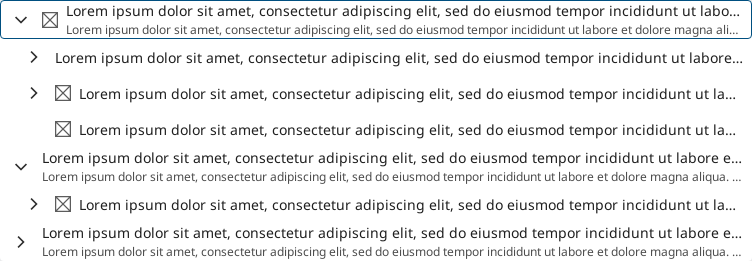 Lorem ipsum dolor sit amet, consectetur adipiscing elit, sed do eiusmod tempor incididunt ut labo...
Lorem ipsum dolor sit amet, consectetur adipiscing elit, sed do eiusmod tempor incididunt ut labore et dolore magna ali...
Lorem ipsum dolor sit amet, consectetur adipiscing elit, sed do eiusmod tempor incididunt ut labore...
Lorem ipsum dolor sit amet, consectetur adipiscing elit, sed do eiusmod tempor incididunt ut la...
Lorem ipsum dolor sit amet, consectetur adipiscing elit, sed do eiusmod tempor incididunt ut la...
Lorem ipsum dolor sit amet, consectetur adipiscing elit, sed do eiusmod tempor incididunt ut labore e...
Lorem ipsum dolor sit amet, consectetur adipiscing elit, sed do eiusmod tempor incididunt ut labore et dolore magna aliqua. ...
Lorem ipsum dolor sit amet, consectetur adipiscing elit, sed do eiusmod tempor incididunt ut la...
Lorem ipsum dolor sit amet, consectetur adipiscing elit, sed do eiusmod tempor incididunt ut labore e...
Lorem ipsum dolor sit amet, consectetur adipiscing elit, sed do eiusmod tempor incididunt ut labore et dolore magna aliqua. ...